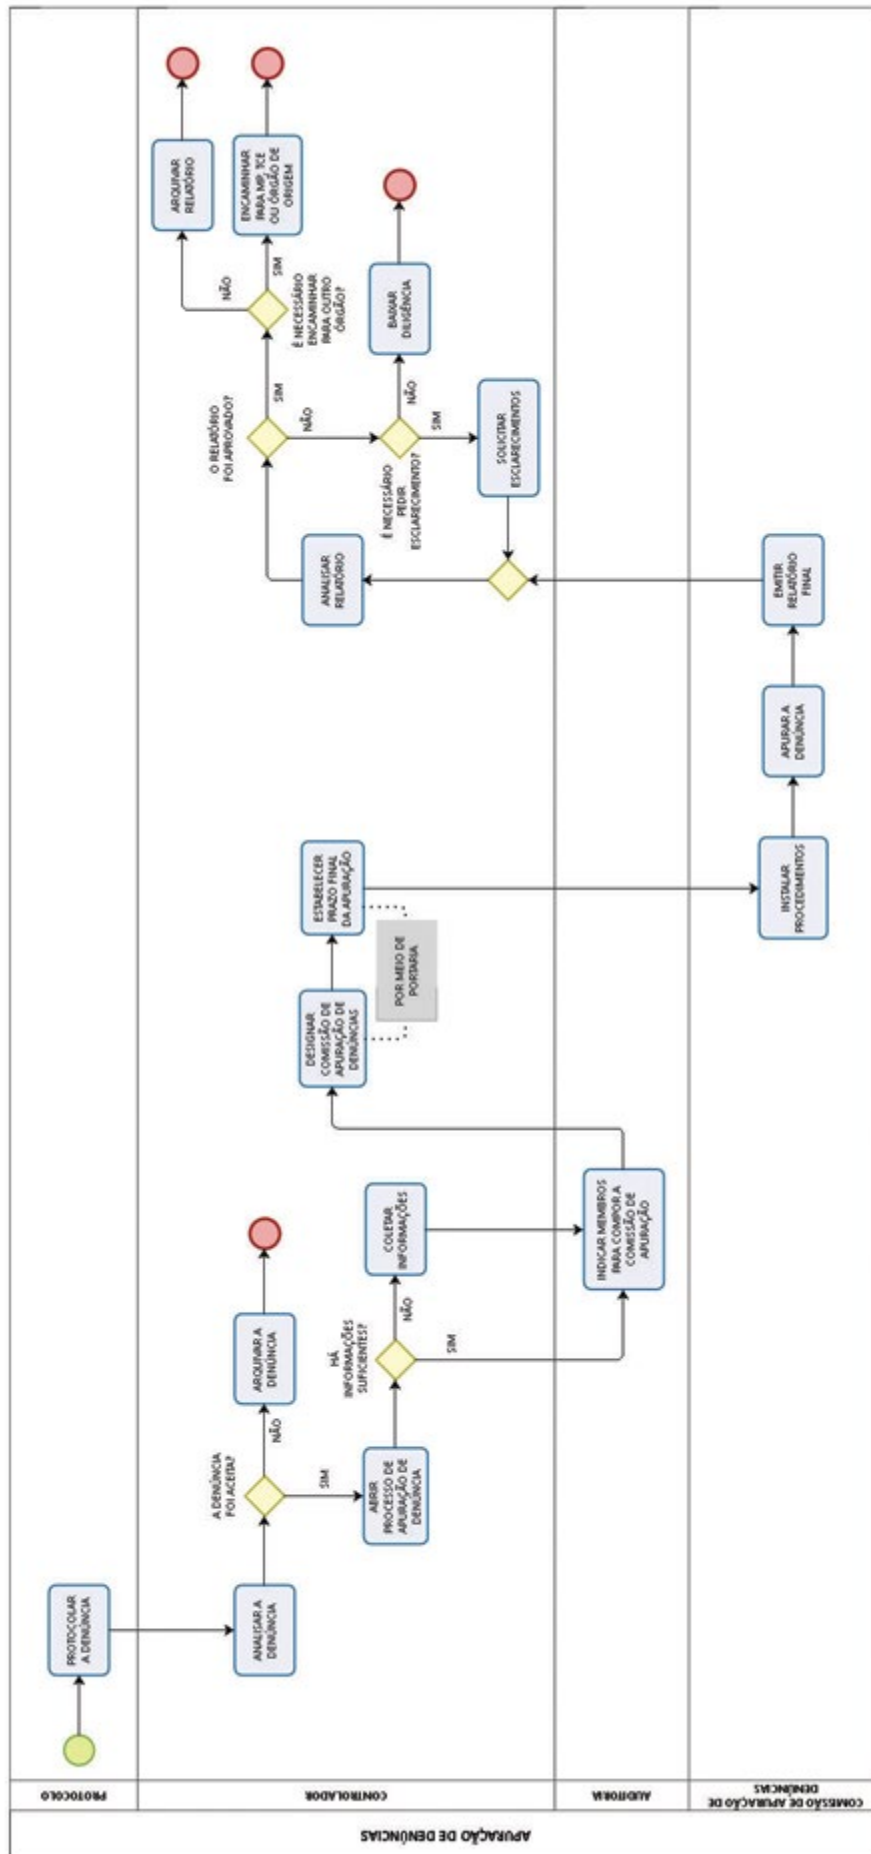 APURAÇÃO DE DENÚNCIAS
PROTOCOLO
CONTROLADOR
AUDITORIA
COMISSÃO DE APURAÇÃO DE
DENÚNCIAS
PROTOCOLAR
A DENÚNCIA
ANALISAR A
DENÚNCIA
A DENÚNCIA
FOI ACEITA?
NÃO
SIM
ARQUIVAR A
DENÚNCIA
ABRIR
PROCESSO DE
APURAÇÃO DE
DENÚNCIA
HÁ
INFORMAÇÕES
SUFICIENTES?
NÃO
SIM
COLETAR
INFORMAÇÕES
INDICAR MEMBROS
PARA COMPOR A
COMISSÃO DE
APURAÇÃO
DESIGNAR
COMISSÃO DE
APURAÇÃO DE
DENÚNCIAS
POR MEIO DE
PORTARIA
ESTABELECER
PRAZO FINAL
DA APURAÇÃO
INSTALAR
PROCEDIMENTOS
APURAR A
DENÚNCIA
EMITIR
RELATÓRIO
FINAL
ANALISAR
RELATÓRIO
O RELATÓRIO
FOI APROVADO?
SIM
NÃO
É NECESSÁRIO
PEDIR
ESCLARECIMENTO?
NÃO
SIM
SOLICITAR
ESCLARECIMENTOS
BAIXAR
DILIGÊNCIA
É NECESSÁRIO
ENCAMINHAR
PARA OUTRO
ÓRGÃO?
NÃO
SIM
ARQUIVAR
RELATÓRIO
ENCAMINHAR
PARA MP, TCE
OU ÓRGÃO DE
ORIGEM